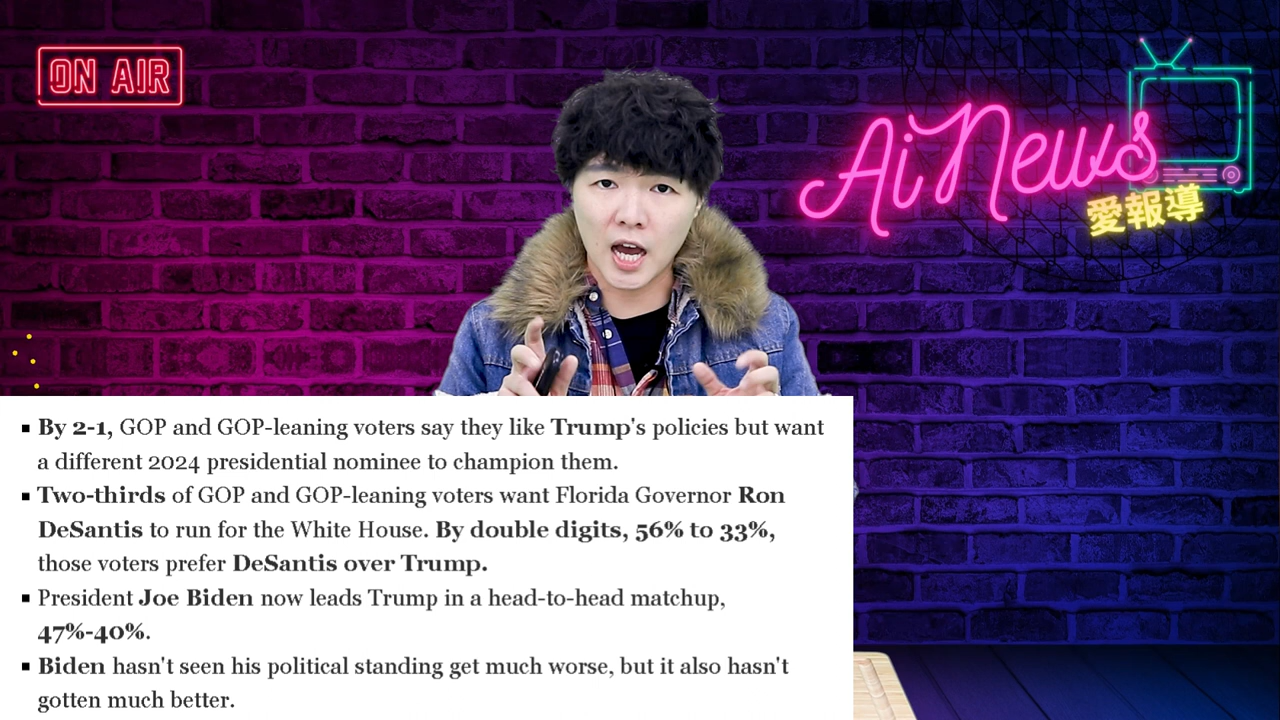 ON AIR
Ai News
愛報導
▪ By 2-1, GOP and GOP-leaning voters say they like Trump's policies but want
a different 2024 presidential nominee to champion them.
▪ Two-thirds of GOP and GOP-leaning voters want Florida Governor Ron
DeSantis to run for the White House. By double digits, 56% to 33%,
those voters prefer DeSantis over Trump.
▪ President Joe Biden now leads Trump in a head-to-head matchup,
47%-40%.
▪ Biden hasn't seen his political standing get much worse, but it also hasn't
gotten much better.